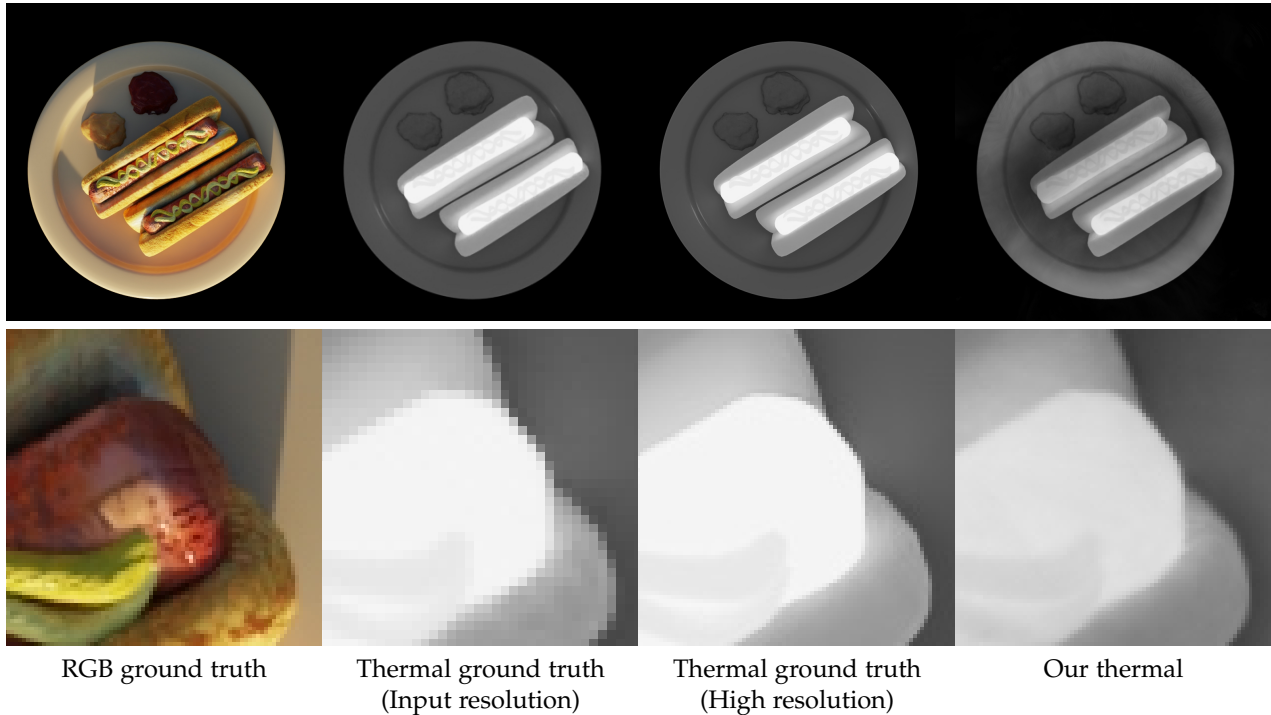 RGB ground truth
Thermal ground truth
(Input resolution)
Thermal ground truth
(High resolution)
Our thermal